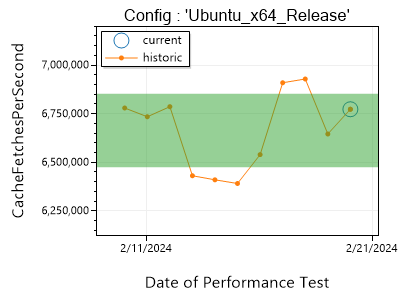 Config : 'Ubuntu_x64_Release'
current
historic
CacheFetchesPerSecond
7,000,000
6,750,000
6,500,000
6,250,000
2/11/2024
2/21/2024
Date of Performance Test